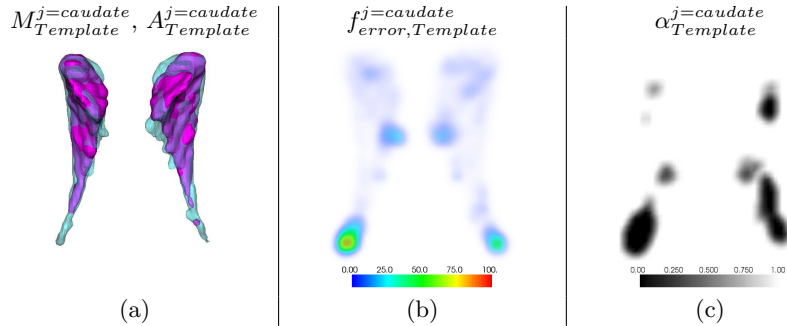 M^{j=caudate}_{Template}, A^{j=caudate}_{Template}
f^{j=caudate}_{error,Template}
α^{j=caudate}_{Template}
0.00 25.0 50.0 75.0 100.
0.00 0.250 0.500 0.750 1.00
(a) (b) (c)